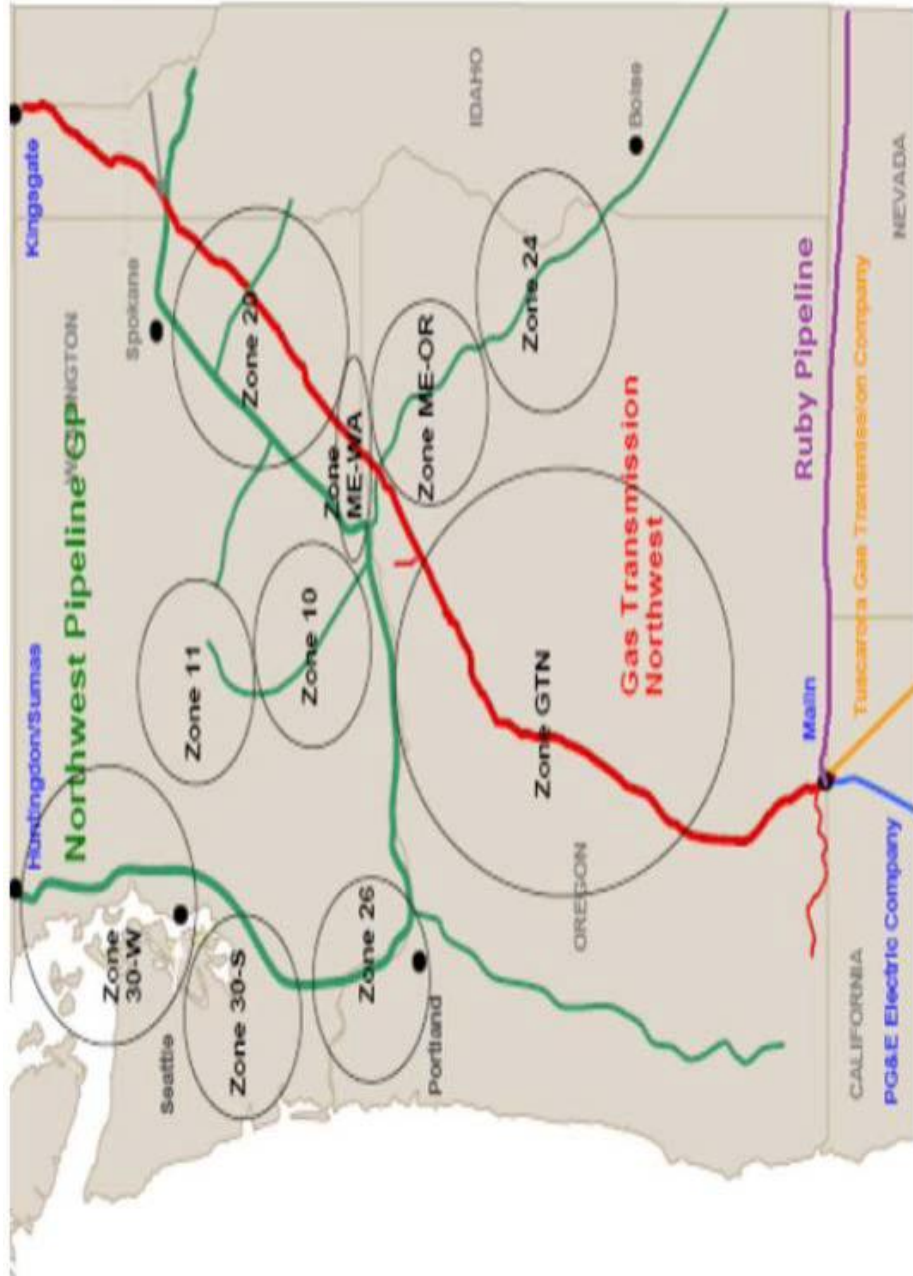 Huntingdon/Sumas
Kingsgate
Northwest Pipeline GP
WASHINGTON
Zone
30-W
Spokane
Seattle
Zone 11
Zone 30-S
Zone 20
Zone 10
Zone
ME-WA
Zone 26
Zone ME-OR
Portland
IDAHO
Zone 24
Zone GTN
OREGON
Gas Transmission
Northwest
Boise
Ruby Pipeline
Malin
CALIFORNIA
Tuscarora Gas Transmission Company
PG&E Electric Company
NEVADA